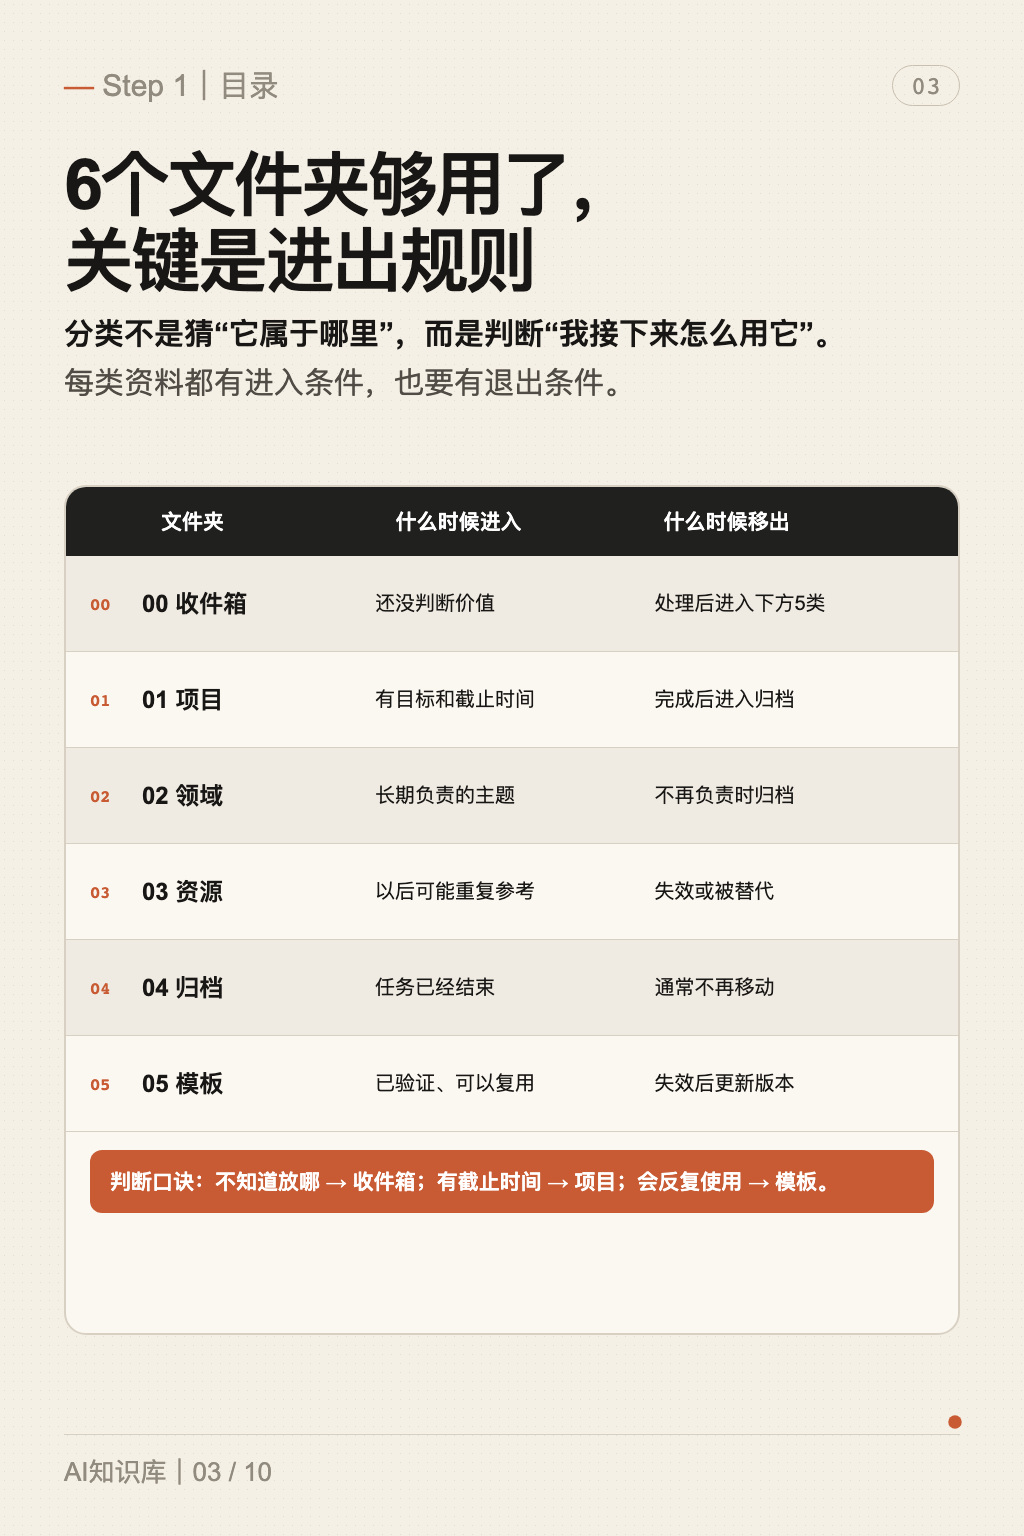 — Step 1｜目录
03
6个文件夹够用了，
关键是进出规则
分类不是猜“它属于哪里”，而是判断“我接下来怎么用它”。
每类资料都有进入条件，也要有退出条件。
文件夹 什么时候进入 什么时候移出
00 00 收件箱 还没判断价值 处理后进入下方5类
01 01 项目 有目标和截止时间 完成后进入归档
02 02 领域 长期负责的主题 不再负责时归档
03 03 资源 以后可能重复参考 失效或被替代
04 04 归档 任务已经结束 通常不再移动
05 05 模板 已验证、可以复用 失效后更新版本
判断口诀：不知道放哪 → 收件箱；有截止时间 → 项目；会反复使用 → 模板。
AI知识库｜03 / 10